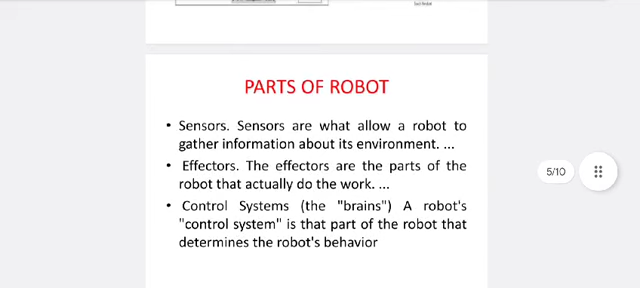 PARTS OF ROBOT
• Sensors. Sensors are what allow a robot to
gather information about its environment. ...
• Effectors. The effectors are the parts of the
robot that actually do the work. ...
• Control Systems (the "brains") A robot's
"control system" is that part of the robot that
determines the robot's behavior
5/10